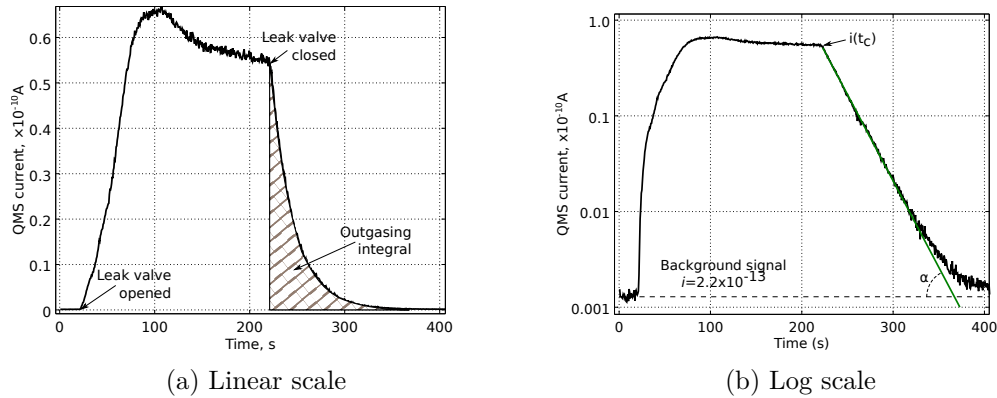 0.6
0.5
0.4
0.3
0.2
0.1
0
QMS current, ×10⁻¹⁰A
Leak valve
closed
Leak valve
opened
Outgasing
integral
0 100 200 300 400
Time, s
(a) Linear scale
1.0
0.1
0.01
0.001
QMS current, x10⁻¹⁰A
i(t_C)
Background signal
i=2.2x10⁻¹³
α
0 100 200 300 400
Time (s)
(b) Log scale